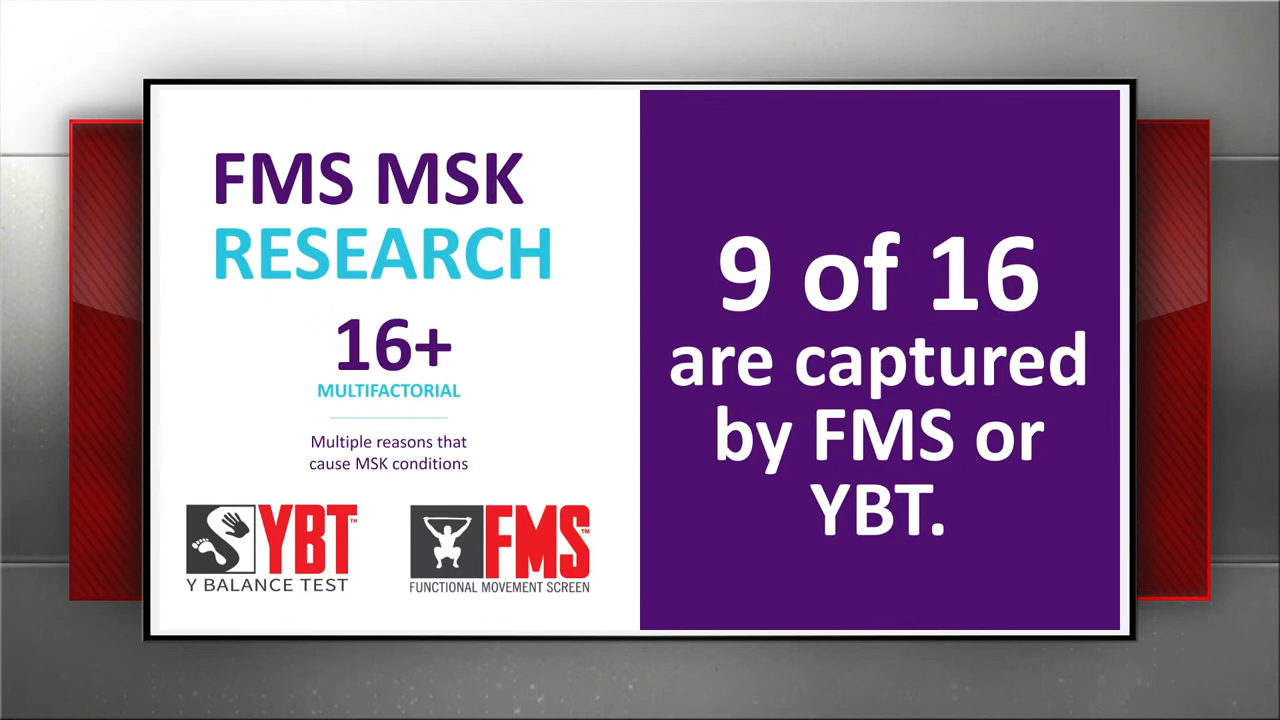 FMS MSK
RESEARCH
16+
MULTIFACTORIAL
Multiple reasons that
cause MSK conditions
YBT™
Y BALANCE TEST
FMS™
FUNCTIONAL MOVEMENT SCREEN
9 of 16
are captured
by FMS or
YBT.